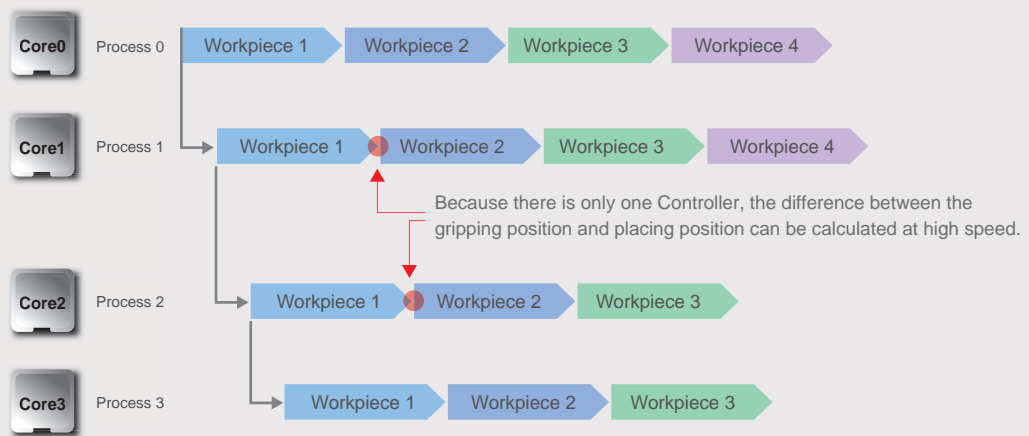 Core0 Process 0 Workpiece 1 Workpiece 2 Workpiece 3 Workpiece 4
Core1 Process 1 Workpiece 1 Workpiece 2 Workpiece 3 Workpiece 4
Because there is only one Controller, the difference between the
gripping position and placing position can be calculated at high speed.
Core2 Process 2 Workpiece 1 Workpiece 2 Workpiece 3
Core3 Process 3 Workpiece 1 Workpiece 2 Workpiece 3